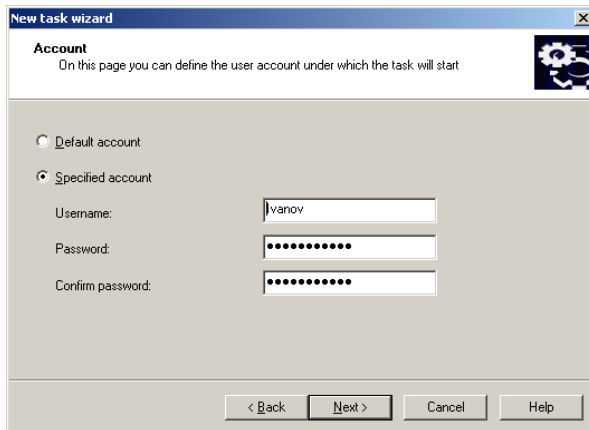 New task wizard
Account
On this page you can define the user account under which the task will start
Default account
Specified account
Username: Ivanov
Password: ●●●●●●●●●●●
Confirm password: ●●●●●●●●●●●
< Back Next > Cancel Help